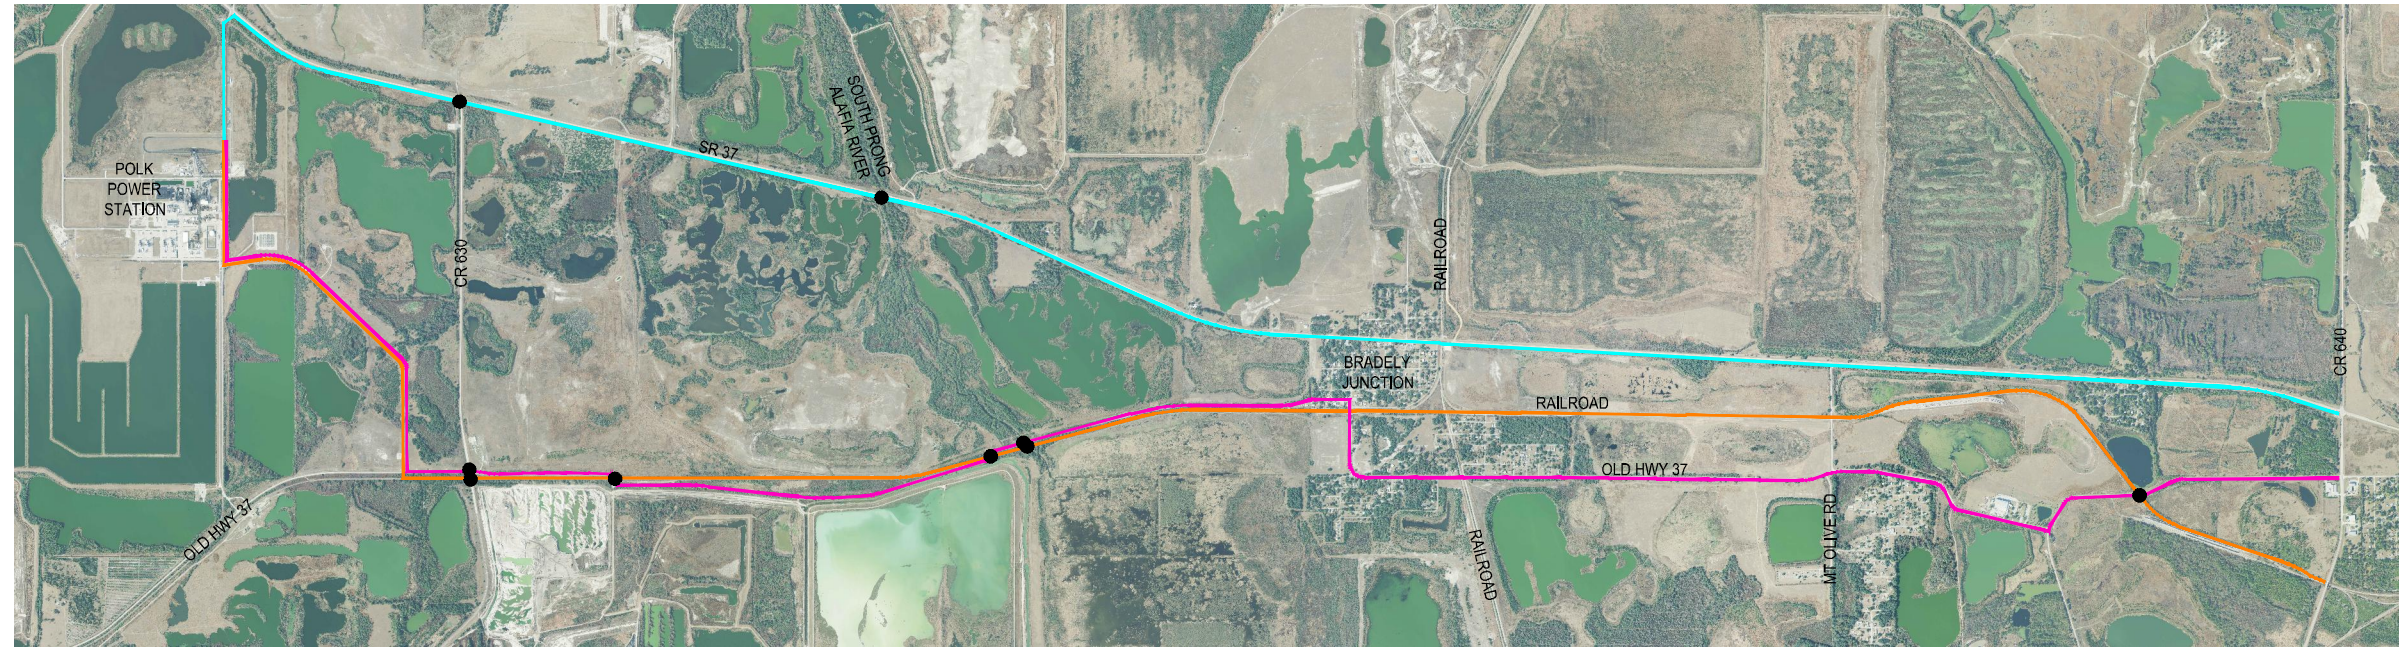 POLK
POWER
STATION
CR 630
SR 37
SOUTH PRONG
ALAFIA RIVER
RAILROAD
BRADELY
JUNCTION
RAILROAD
CR 640
OLD HWY 37
OLD HWY 37
RAILROAD
MT OLIVE RD